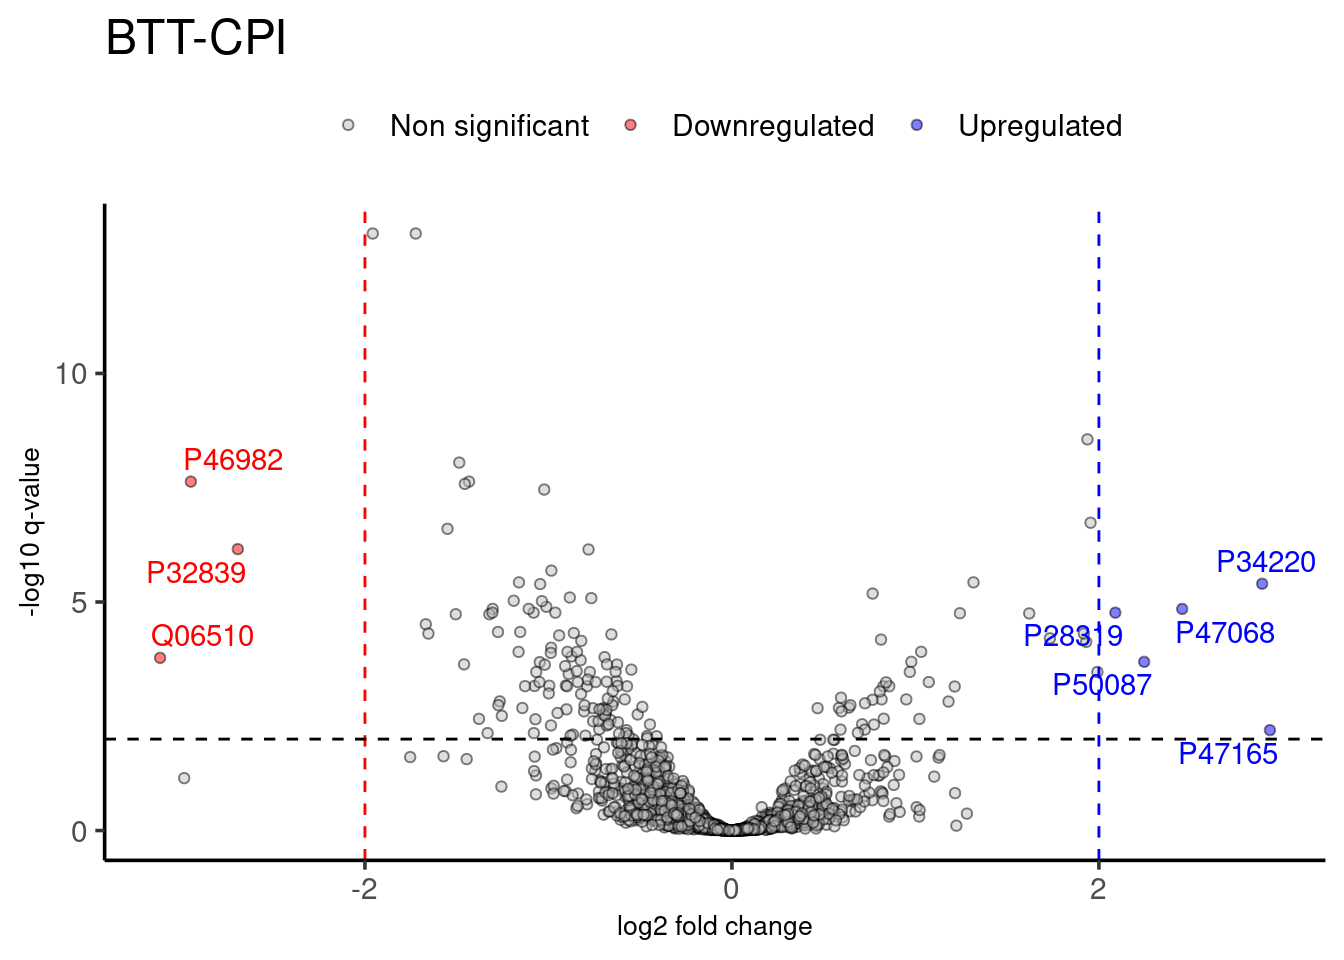 BTT-CPI
Non significant Downregulated Upregulated
10
P46982
P34220
P32839
5
P28319
P47068
Q06510
P50087
P47165
0
-2 0 2
log2 fold change
-log10 q-value